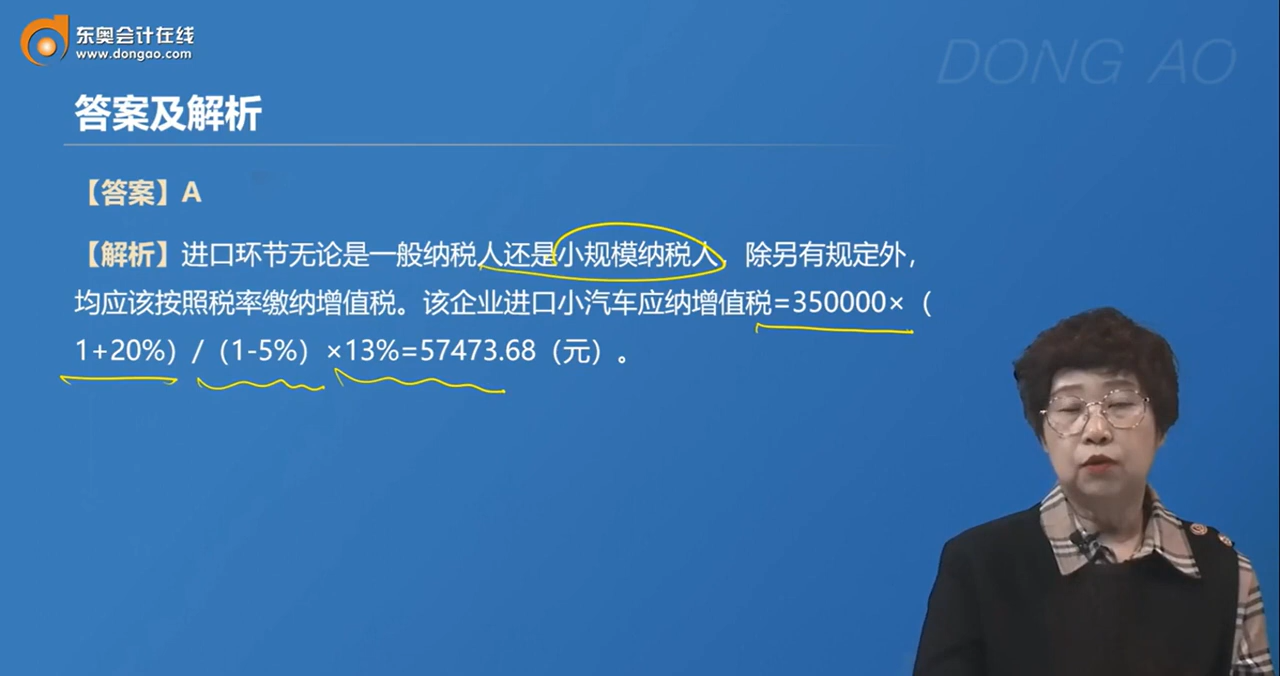 东奥会计在线
www.dongao.com
DONG AO
答案及解析
【答案】A
【解析】进口环节无论是一般纳税人还是小规模纳税人，除另有规定外，
均应该按照税率缴纳增值税。该企业进口小汽车应纳增值税=350000×（
1+20%）/（1-5%）×13%=57473.68（元）。